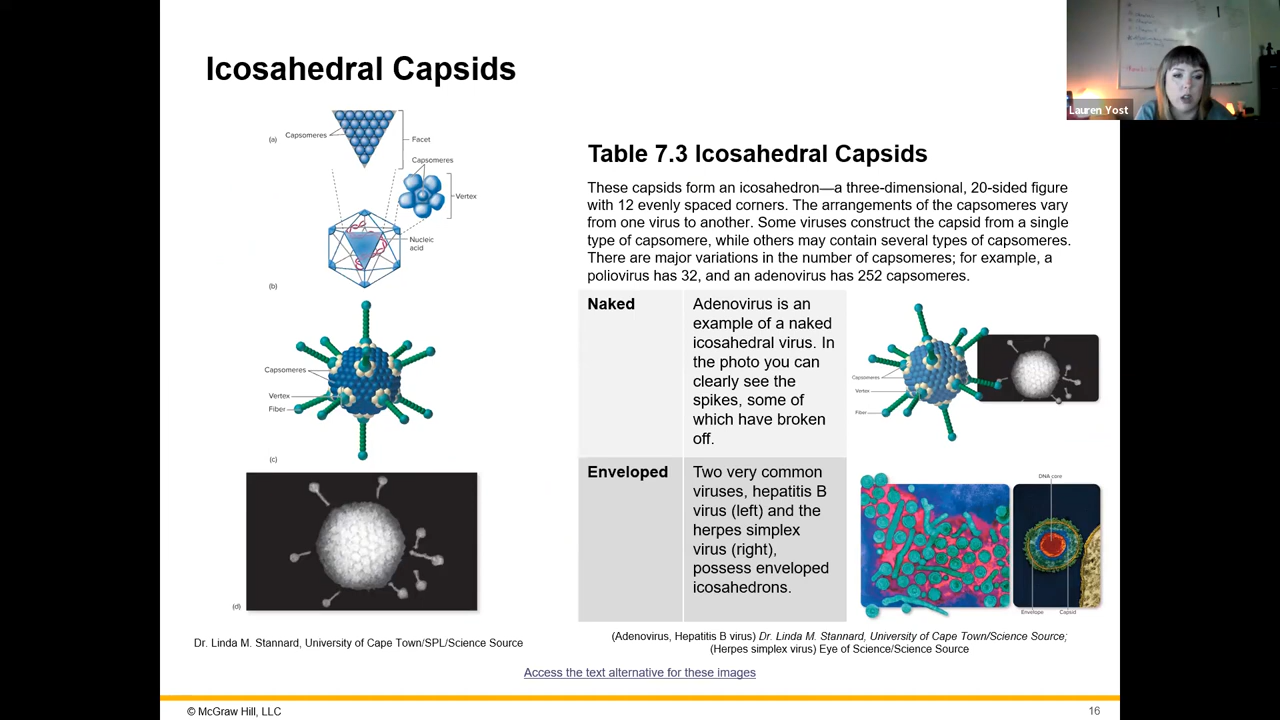 Icosahedral Capsids
Capsomeres
(a)
Facet
Capsomeres
Vertex
Nucleic
acid
(b)
Capsomeres
Vertex
Fiber
(c)
(d)
Dr. Linda M. Stannard, University of Cape Town/SPL/Science Source
Lauren Yost
Table 7.3 Icosahedral Capsids
These capsids form an icosahedron—a three-dimensional, 20-sided figure
with 12 evenly spaced corners. The arrangements of the capsomeres vary
from one virus to another. Some viruses construct the capsid from a single
type of capsomere, while others may contain several types of capsomeres.
There are major variations in the number of capsomeres; for example, a
poliovirus has 32, and an adenovirus has 252 capsomeres.
Naked
Adenovirus is an
example of a naked
icosahedral virus. In
the photo you can
clearly see the
spikes, some of
which have broken
off.
Capsomeres
Vertex
Fiber
Enveloped
Two very common
viruses, hepatitis B
virus (left) and the
herpes simplex
virus (right),
possess enveloped
icosahedrons.
DNA core
Envelope
Capsid
(Adenovirus, Hepatitis B virus) Dr. Linda M. Stannard, University of Cape Town/Science Source;
(Herpes simplex virus) Eye of Science/Science Source
Access the text alternative for these images
© McGraw Hill, LLC
16